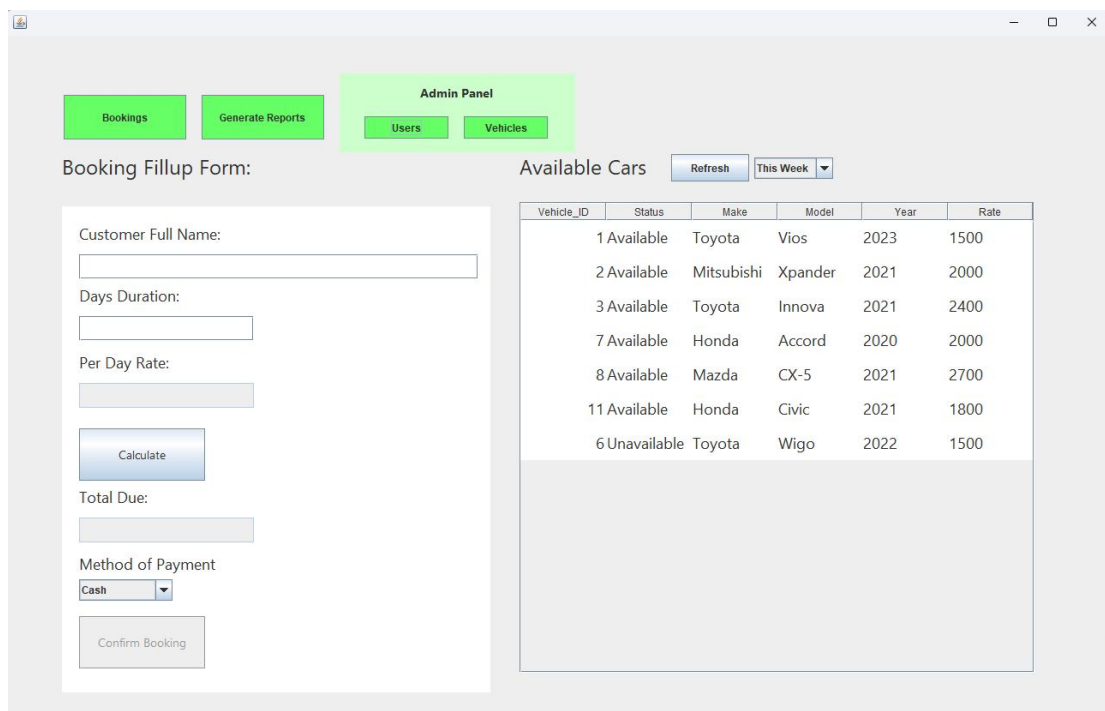 Admin Panel
Bookings Generate Reports Users Vehicles
Booking Fillup Form:
Customer Full Name:
Days Duration:
Per Day Rate:
Calculate
Total Due:
Method of Payment
Cash
Confirm Booking
Available Cars Refresh This Week
Vehicle_ID Status Make Model Year Rate
1 Available Toyota Vios 2023 1500
2 Available Mitsubishi Xpander 2021 2000
3 Available Toyota Innova 2021 2400
7 Available Honda Accord 2020 2000
8 Available Mazda CX-5 2021 2700
11 Available Honda Civic 2021 1800
6 Unavailable Toyota Wigo 2022 1500